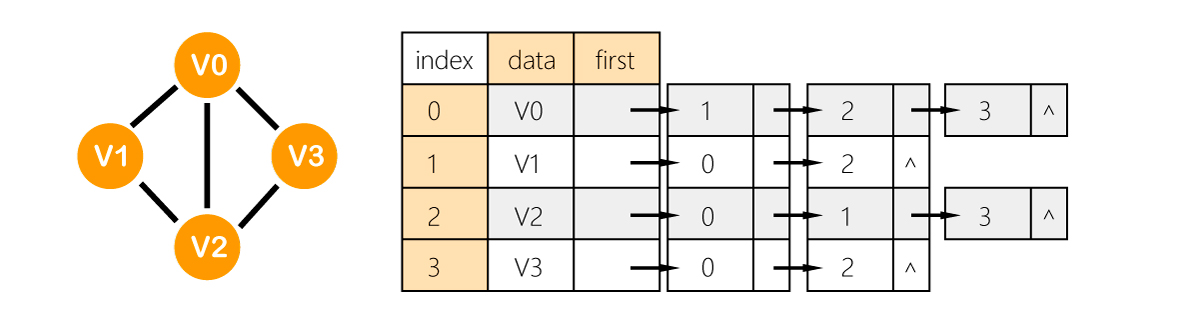 V0
V1 V3
V2
index data first
0 V0 1 2 3 ^
1 V1 0 2 ^
2 V2 0 1 3 ^
3 V3 0 2 ^